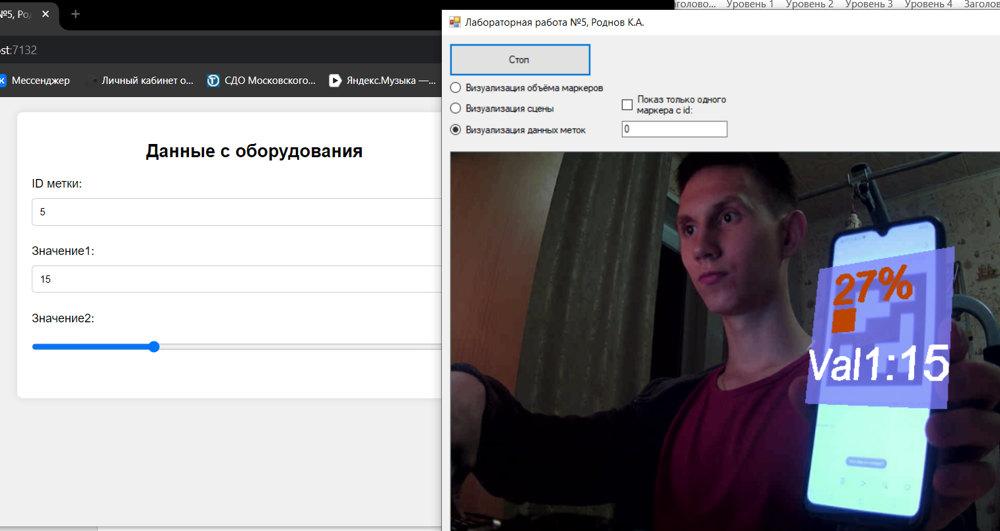 №5, Ро
st:7132
Мессенджер
Личный кабинет о...
СДО Московского...
Яндекс.Музыка —...
Данные с оборудования
ID метки:
5
Значение1:
15
Значение2:
Заголово...
Уровень 1
Уровень 2
Уровень 3
Уровень 4
Заголов
Лабораторная работа №5, Роднов К.А.
Стоп
Визуализация объёма маркеров
Визуализация сцены
Визуализация данных меток
Показ только одного
маркера с id:
0
27%
Val1:15